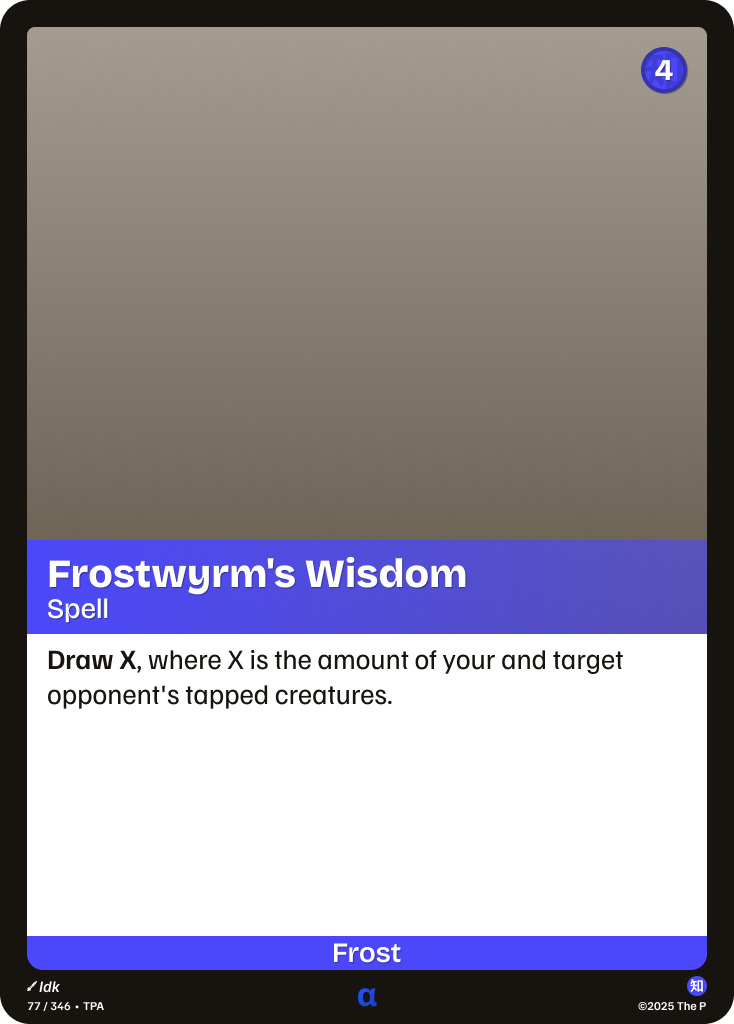 4
Frostwyrm's Wisdom
Spell
Draw X, where X is the amount of your and target
opponent's tapped creatures.
Frost
Idk
77 / 346 • TPA
α
知
©2025 The P